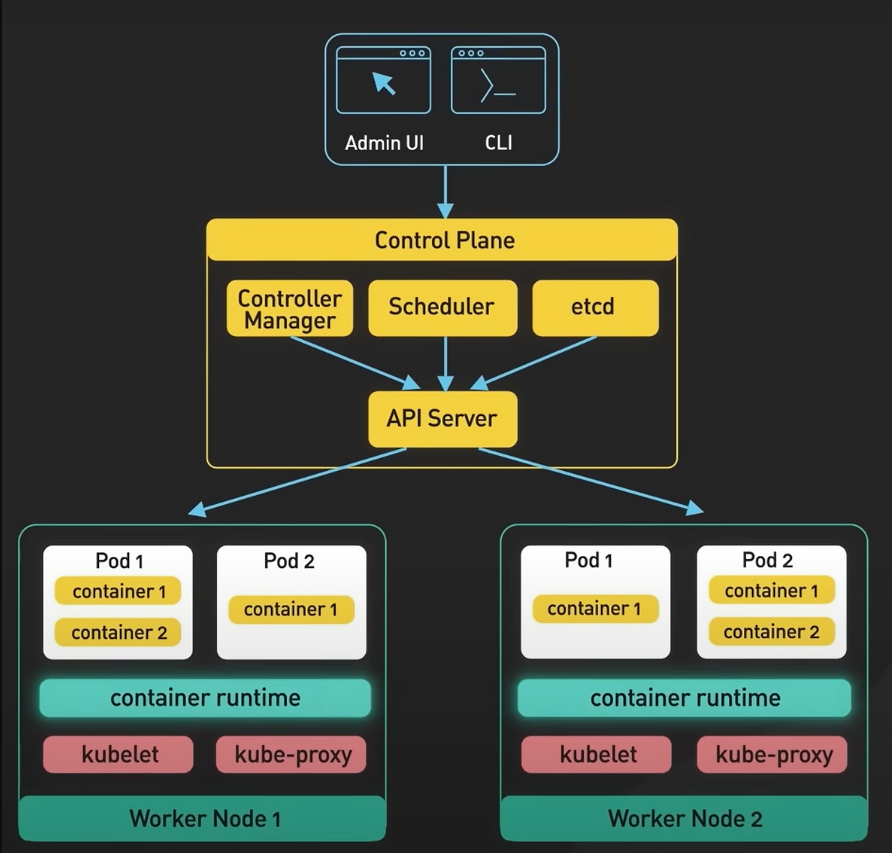 Admin UI
CLI
Control Plane
Controller
Manager
Scheduler
etcd
API Server
Pod 1
container 1
container 2
Pod 2
container 1
container runtime
kubelet
kube-proxy
Worker Node 1
Pod 1
container 1
Pod 2
container 1
container 2
container runtime
kubelet
kube-proxy
Worker Node 2